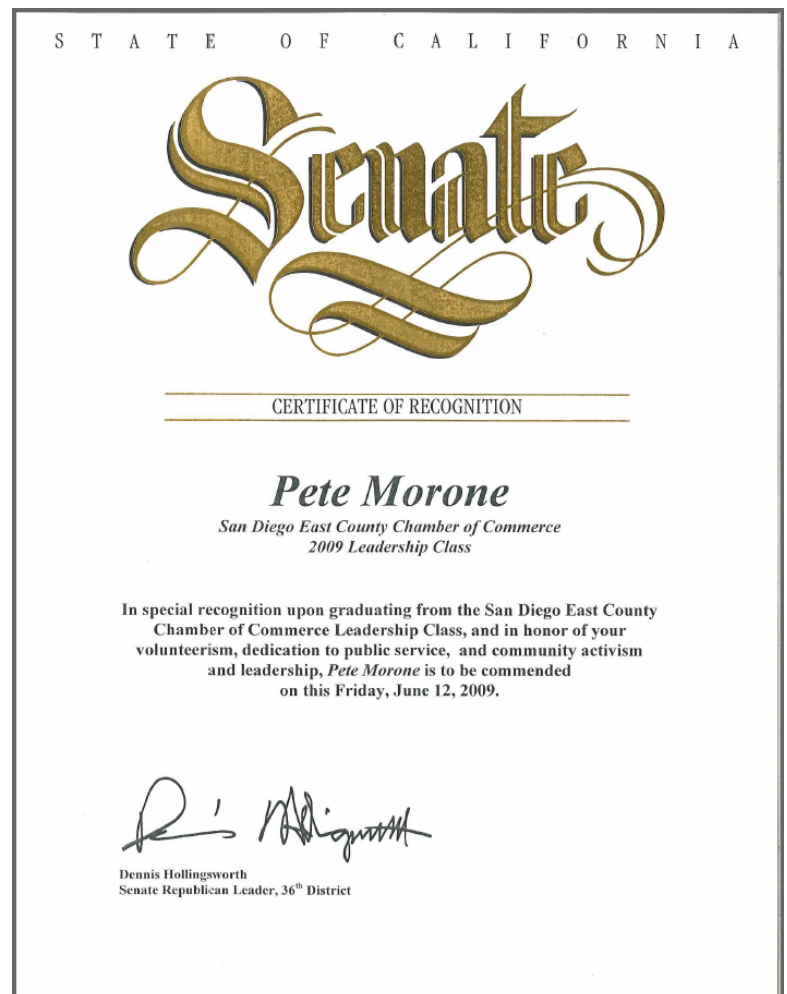 STATE OF CALIFORNIA
Senate
CERTIFICATE OF RECOGNITION
Pete Morone
San Diego East County Chamber of Commerce
2009 Leadership Class
In special recognition upon graduating from the San Diego East County
Chamber of Commerce Leadership Class, and in honor of your
volunteerism, dedication to public service, and community activism
and leadership, Pete Morone is to be commended
on this Friday, June 12, 2009.
Dennis Hollingsworth
Senate Republican Leader, 36th District